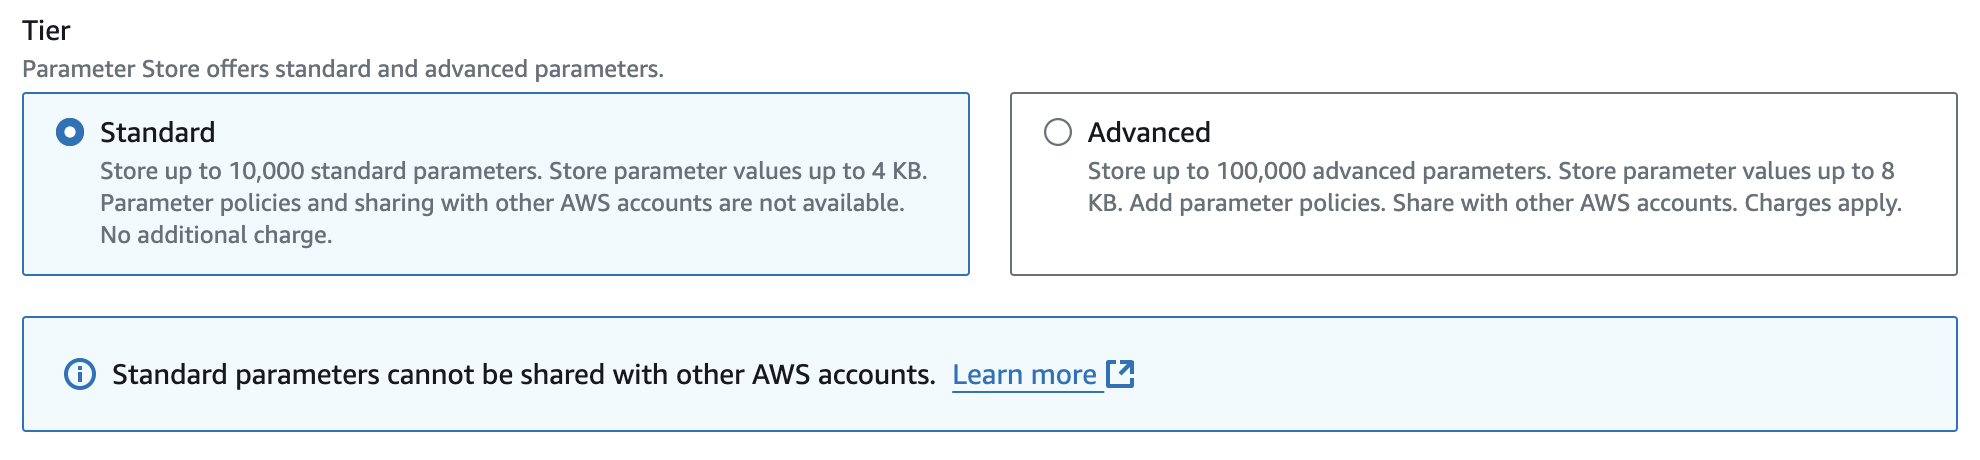 Tier
Parameter Store offers standard and advanced parameters.
Standard
Store up to 10,000 standard parameters. Store parameter values up to 4 KB.
Parameter policies and sharing with other AWS accounts are not available.
No additional charge.
Advanced
Store up to 100,000 advanced parameters. Store parameter values up to 8
KB. Add parameter policies. Share with other AWS accounts. Charges apply.
Standard parameters cannot be shared with other AWS accounts. Learn more